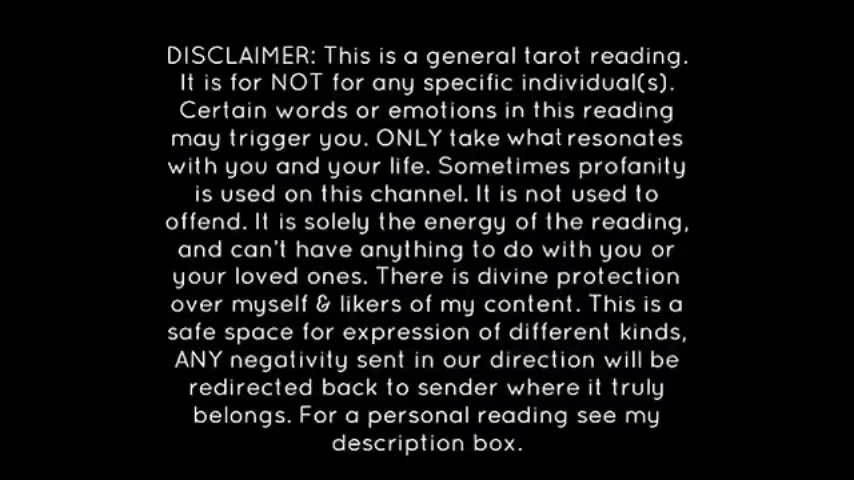 DISCLAIMER: This is a general tarot reading.
It is for NOT for any specific individual(s).
Certain words or emotions in this reading
may trigger you. ONLY take what resonates
with you and your life. Sometimes profanity
is used on this channel. It is not used to
offend. It is solely the energy of the reading,
and can't have anything to do with you or
your loved ones. There is divine protection
over myself & likers of my content. This is a
safe space for expression of different kinds,
ANY negativity sent in our direction will be
redirected back to sender where it truly
belongs. For a personal reading see my
description box.